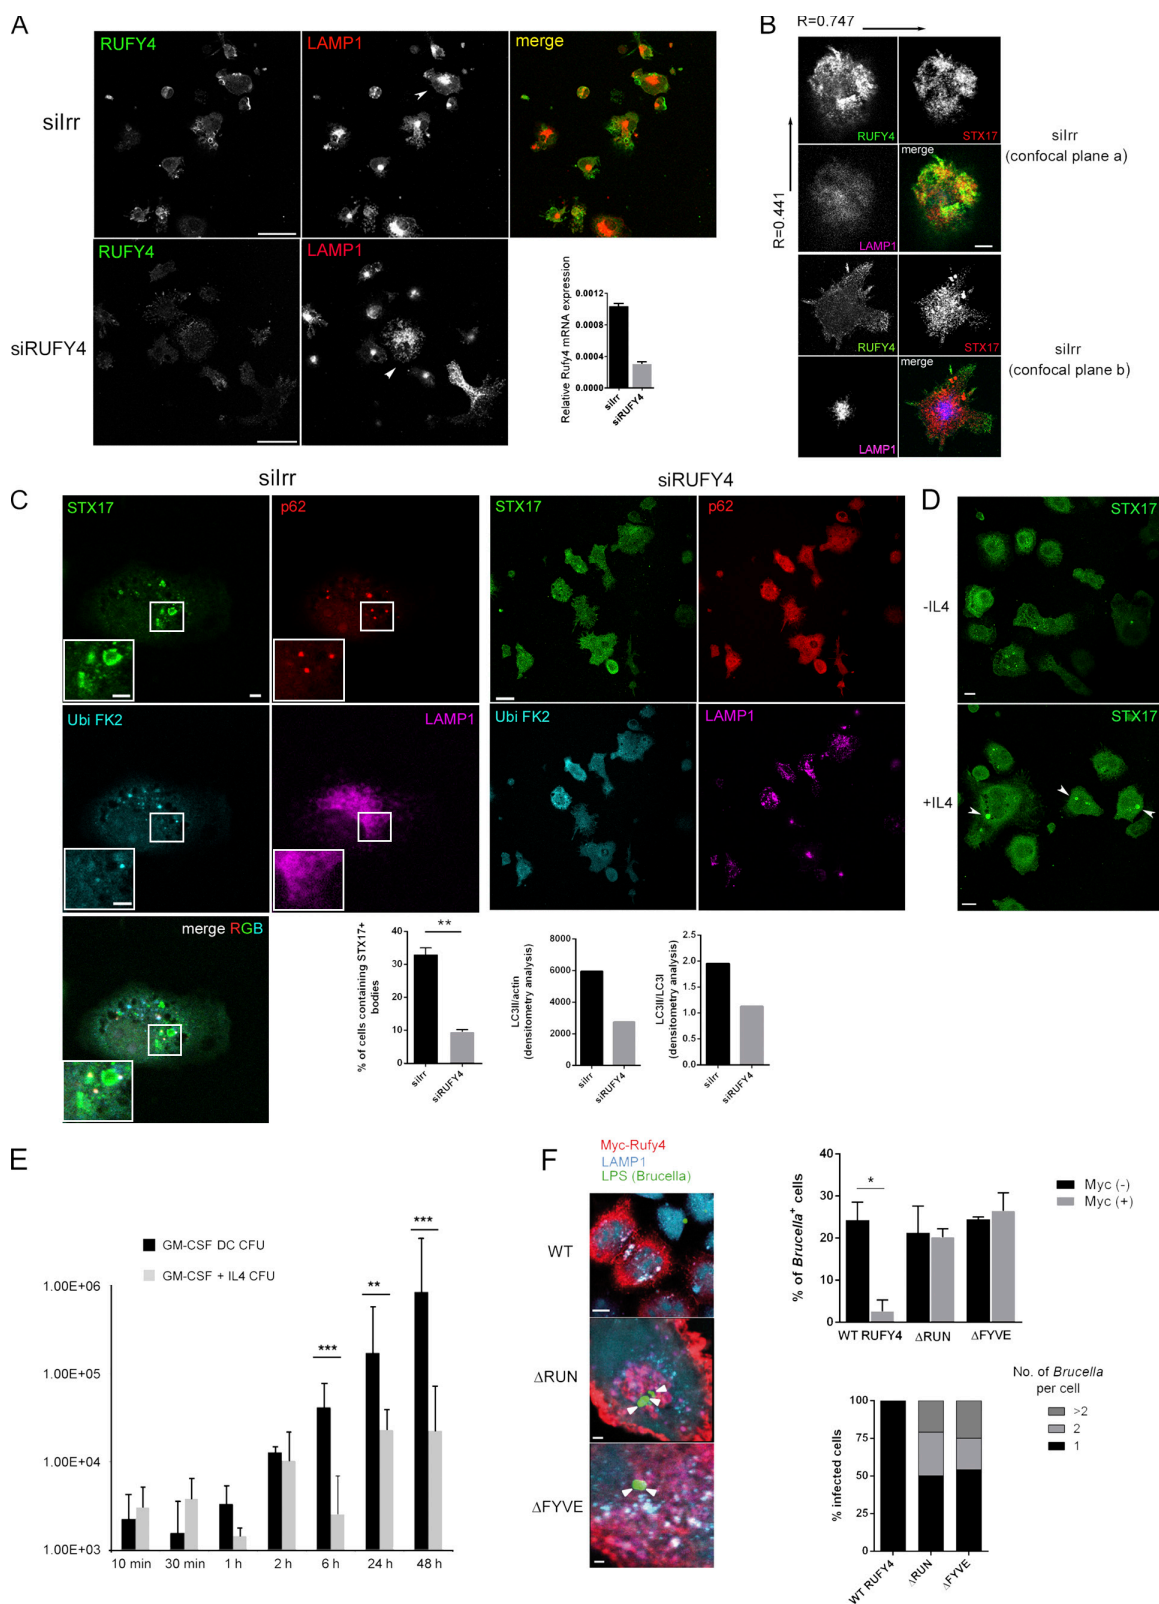 A
RUFY4
LAMP1
merge
silrr
RUFY4
LAMP1
siRUFY4
Relative Rufy4 mRNA expression
0.0012
0.0008
0.0004
0.0000
silrr
siRUFY4
B
R=0.747
R=0.441
RUFY4
STX17
LAMP1
merge
silrr
(confocal plane a)
RUFY4
STX17
LAMP1
merge
silrr
(confocal plane b)
C
silrr
siRUFY4
STX17
p62
STX17
p62
Ubi FK2
LAMP1
Ubi FK2
LAMP1
merge RGB
% of cells containing STX17+
bodies
40
30
20
10
0
**
silrr
siRUFY4
LC3II/actin
(densitometry analysis)
8000
6000
4000
2000
0
silrr
siRUFY4
LC3II/LC3I
(densitometry analysis)
2.5
2.0
1.5
1.0
0.5
0.0
silrr
siRUFY4
D
STX17
-IL4
STX17
+IL4
E
GM-CSF DC CFU
GM-CSF + IL4 CFU
1.00E+06
1.00E+05
1.00E+04
1.00E+03
***
**
***
10 min
30 min
1 h
2 h
6 h
24 h
48 h
F
Myc-Rufy4
LAMP1
LPS (Brucella)
WT
ΔRUN
ΔFYVE
% of Brucella+ cells
40
30
20
10
0
*
Myc (-)
Myc (+)
WT RUFY4
ΔRUN
ΔFYVE
No. of Brucella
per cell
>2
2
1
% infected cells
100
75
50
25
0
WT RUFY4
ΔRUN
ΔFYVE